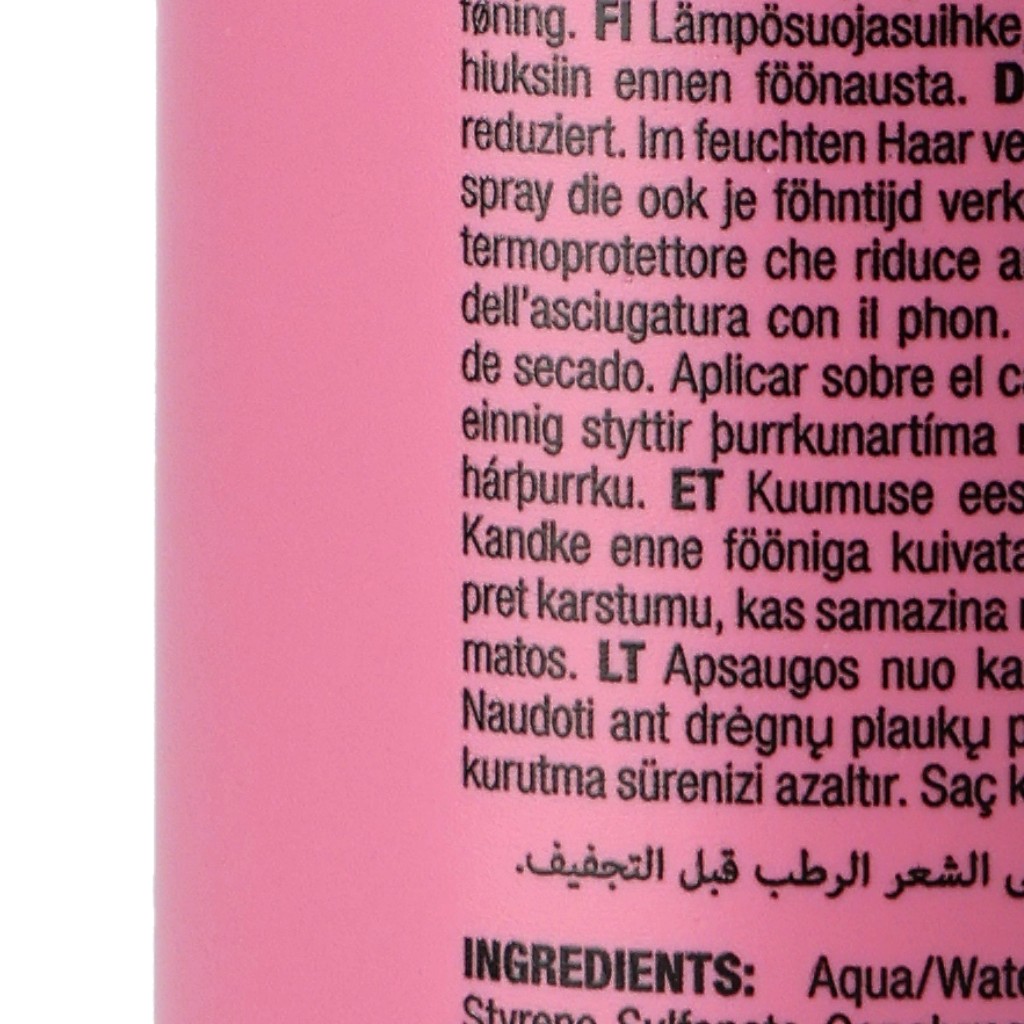 føning. FI Lämpösuojasuihke
hiuksiin ennen föönausta.
reduziert. Im feuchten Haar
spray die ook je föhntijd
termoprotettore che riduce
dell'asciugatura con il phon.
de secado. Aplicar sobre el
einnig styttir þurrkunartíma
hárþurrku. ET Kuumuse
Kandke enne fööniga
pret karstumu, kas samazina
matos. LT Apsaugos nuo
Naudoti ant drėgnų plaukų
kurutma sürenizi azaltır. Saç
الشعر الرطب قبل التجفيف.
INGREDIENTS: Aqua/